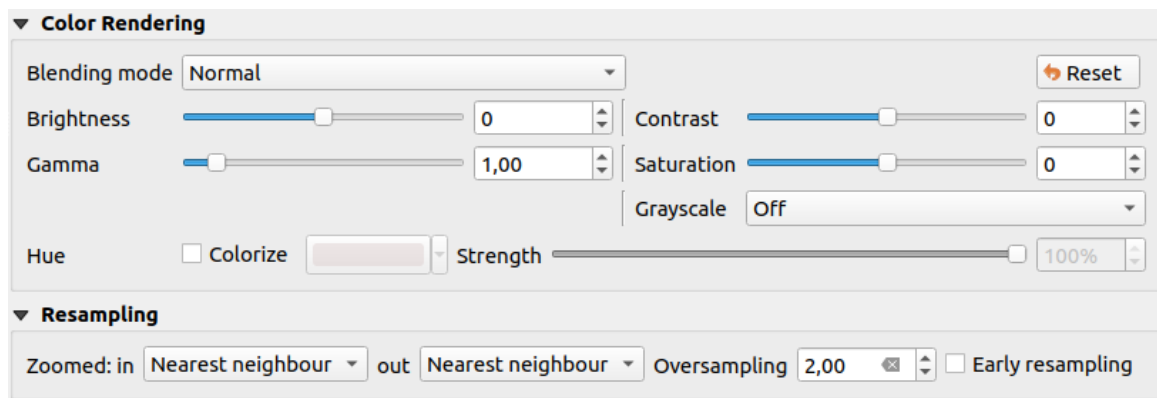 Color Rendering
Blending mode Normal Reset
Brightness 0 Contrast 0
Gamma 1,00 Saturation 0
Grayscale Off
Hue Colorize Strength 100%
Resampling
Zoomed: in Nearest neighbour out Nearest neighbour Oversampling 2,00 Early resampling